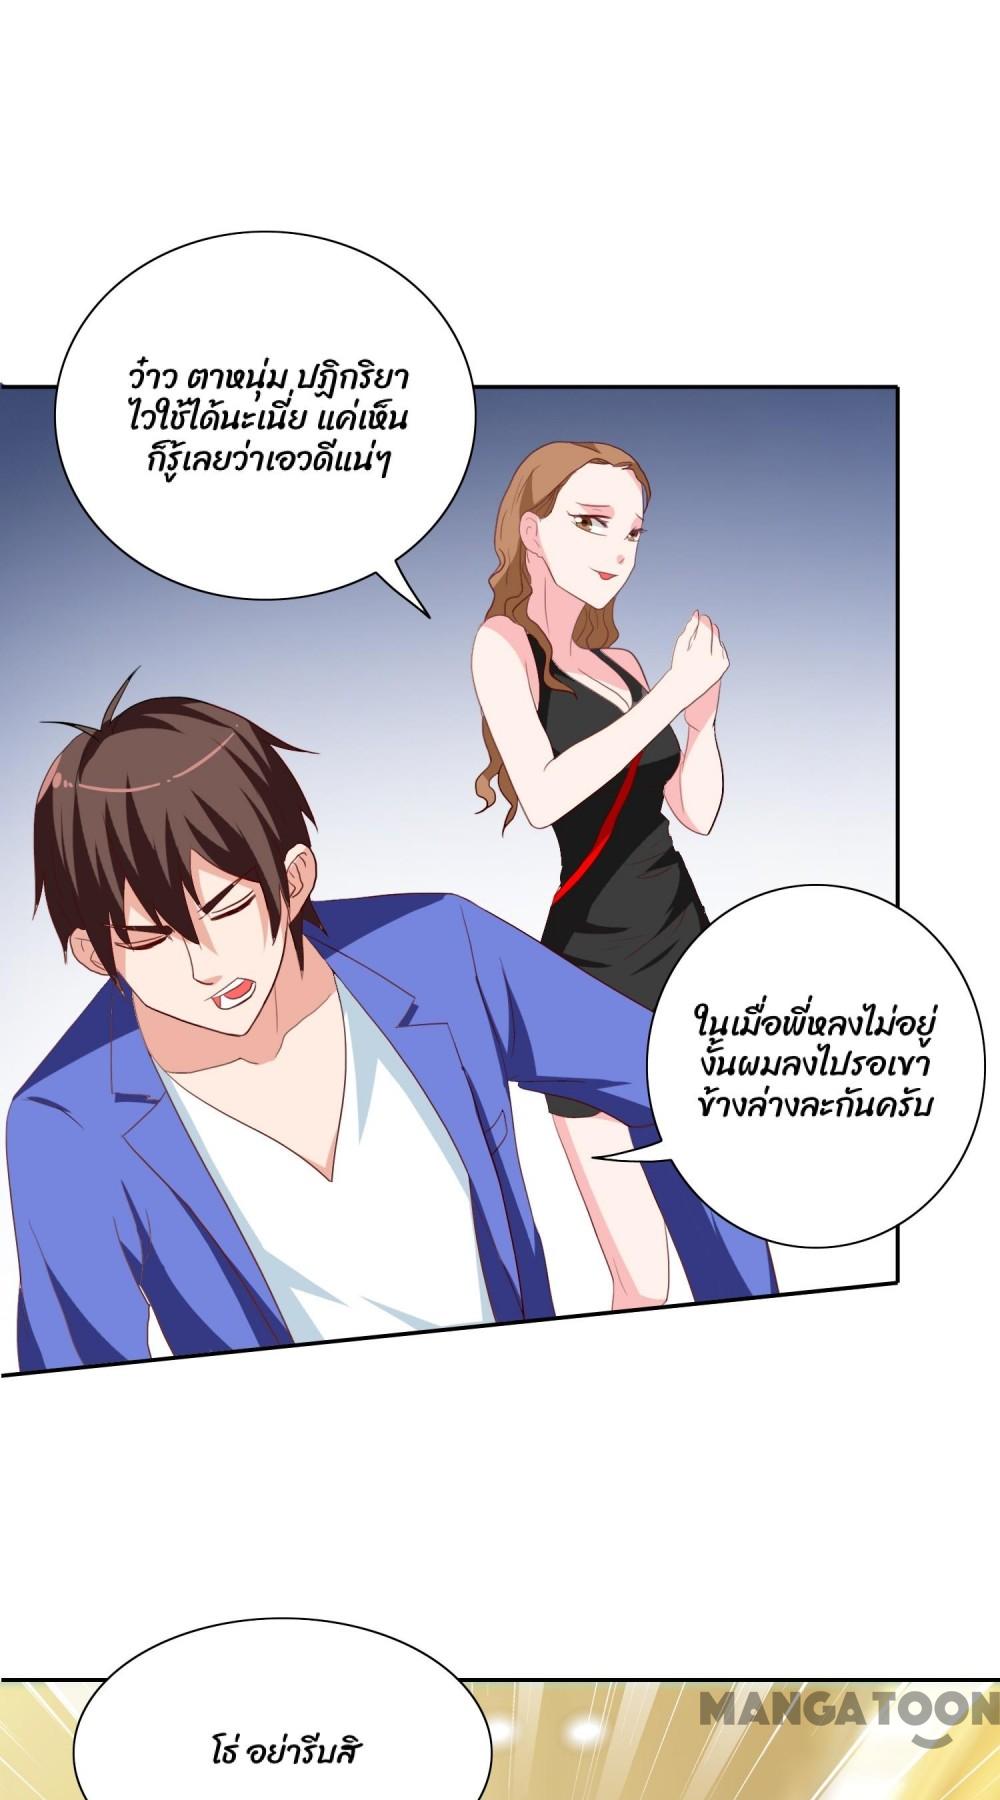 ว๊าว ตาหนุ่ม ปฏิกริยา
ไวใช้ได้นะเนี่ย แค่เห็น
ก็รู้เลยว่าเอวดีแน่ๆ
ในเมื่อพี่หลงไม่อยู่
งั้นผมลงไปรอเขา
ข้างล่างละกันครับ
MANGATOON
โธ่ อย่ารีบสิ